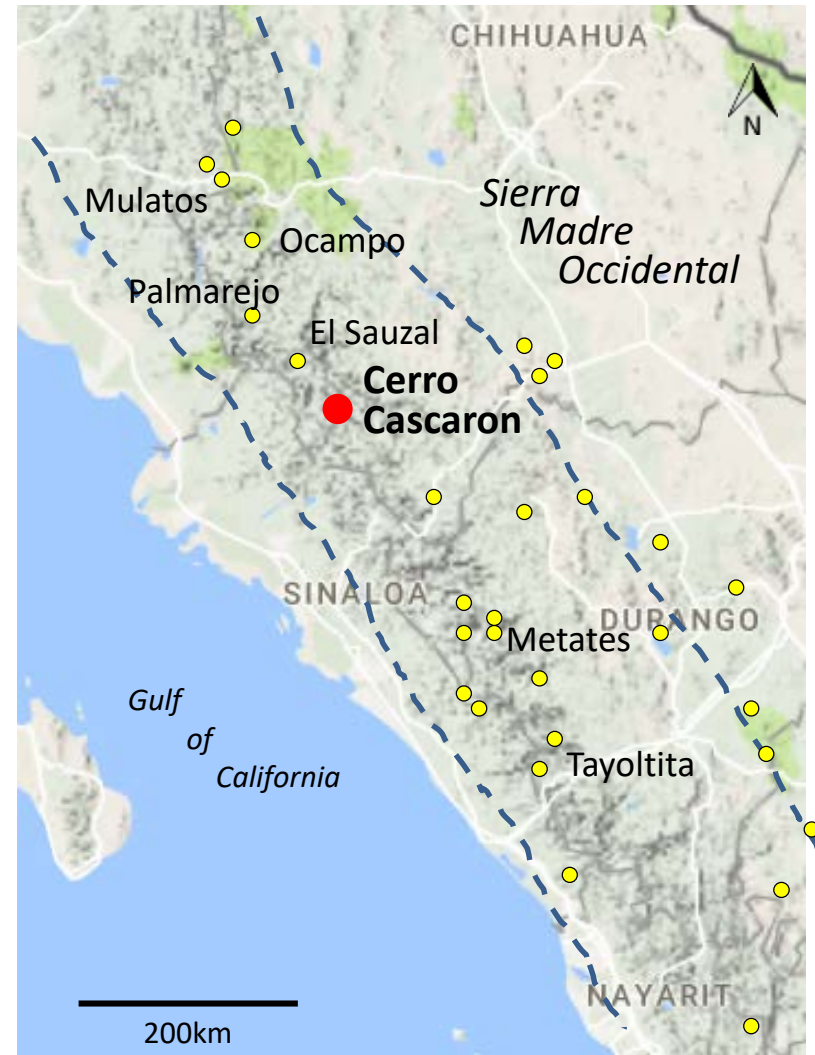 CHIHUAHUA
N
Sierra
Madre
Occidental
Mulatos
Ocampo
Palmarejo
El Sauzal
Cerro
Cascaron
SINALOA
DURANGO
Metates
Gulf
of
California
Tayoltita
NAYARIT
200km